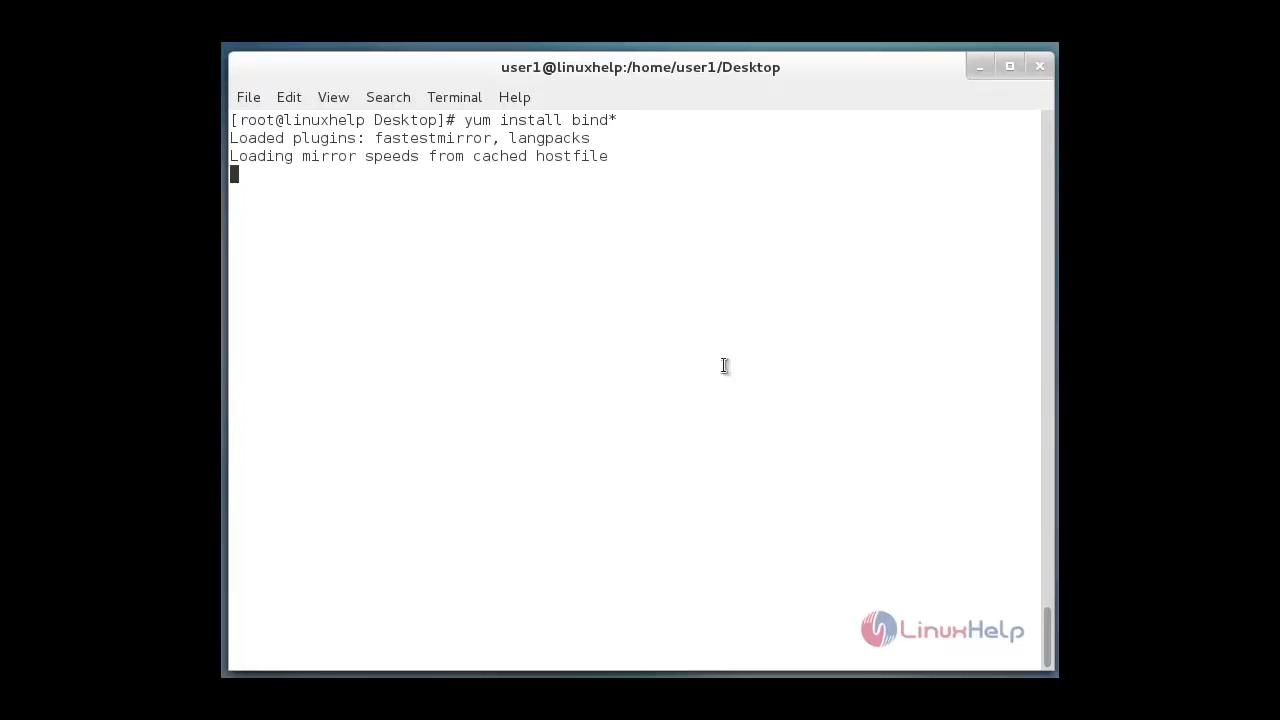 user1@linuxhelp:/home/user1/Desktop
File Edit View Search Terminal Help
[root@linuxhelp Desktop]# yum install bind*
Loaded plugins: fastestmirror, langpacks
Loading mirror speeds from cached hostfile
LinuxHelp